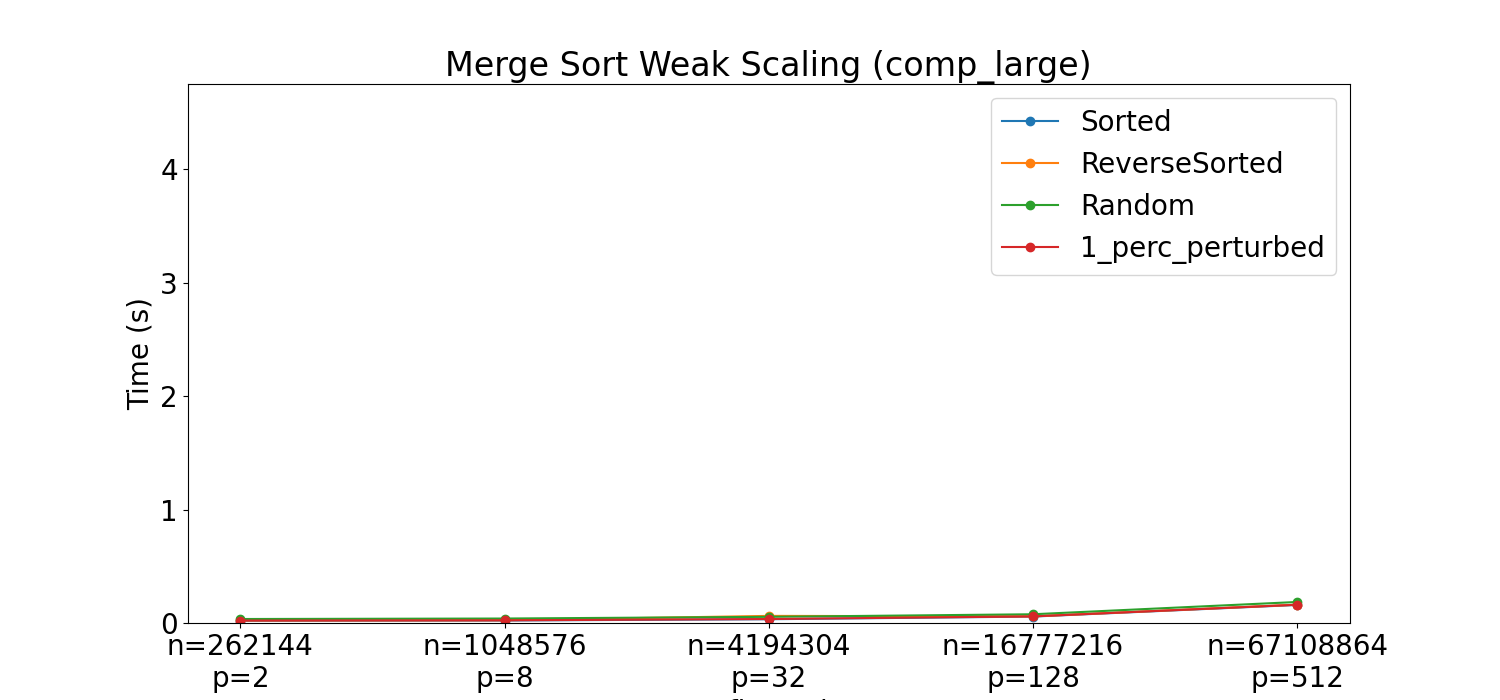 Merge Sort Weak Scaling (comp_large)
Sorted
ReverseSorted
Random
1_perc_perturbed
Time (s)
4
3
2
1
0
n=262144
p=2
n=1048576
p=8
n=4194304
p=32
n=16777216
p=128
n=67108864
p=512